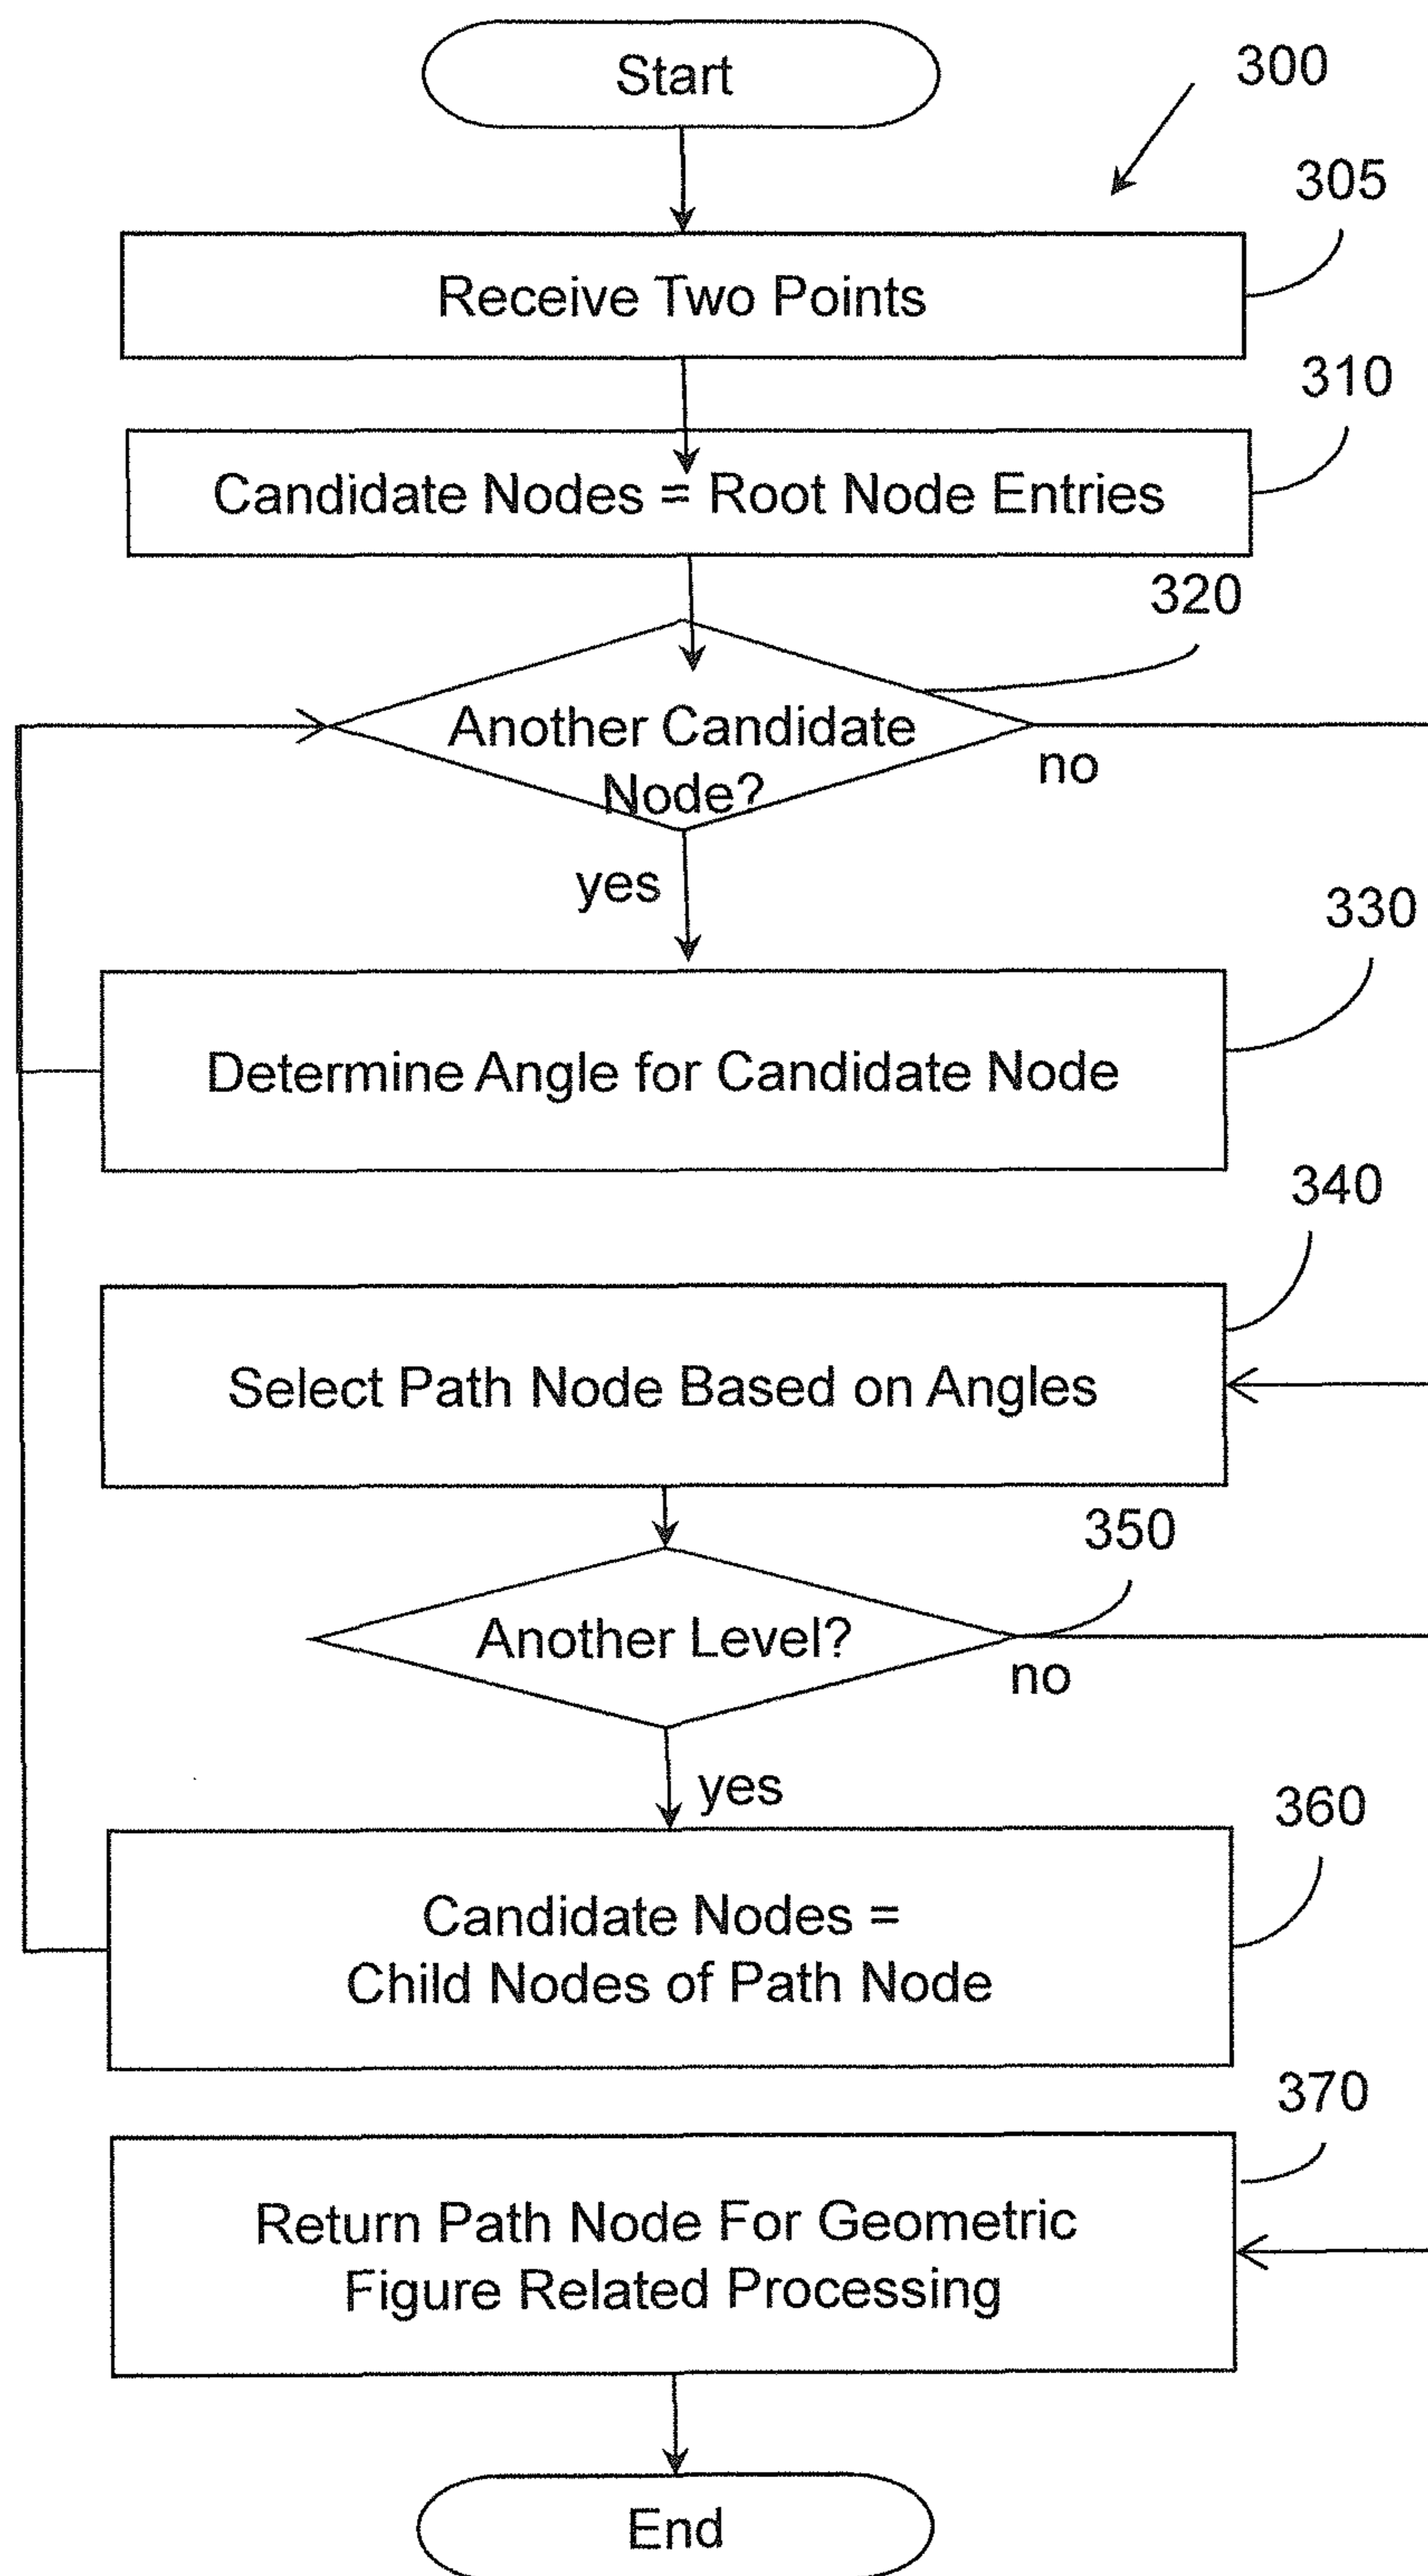 Start
300
305
Receive Two Points
310
Candidate Nodes = Root Node Entries
320
Another Candidate
Node?
no
yes
330
Determine Angle for Candidate Node
340
Select Path Node Based on Angles
350
Another Level?
no
yes
360
Candidate Nodes =
Child Nodes of Path Node
370
Return Path Node For Geometric
Figure Related Processing
End